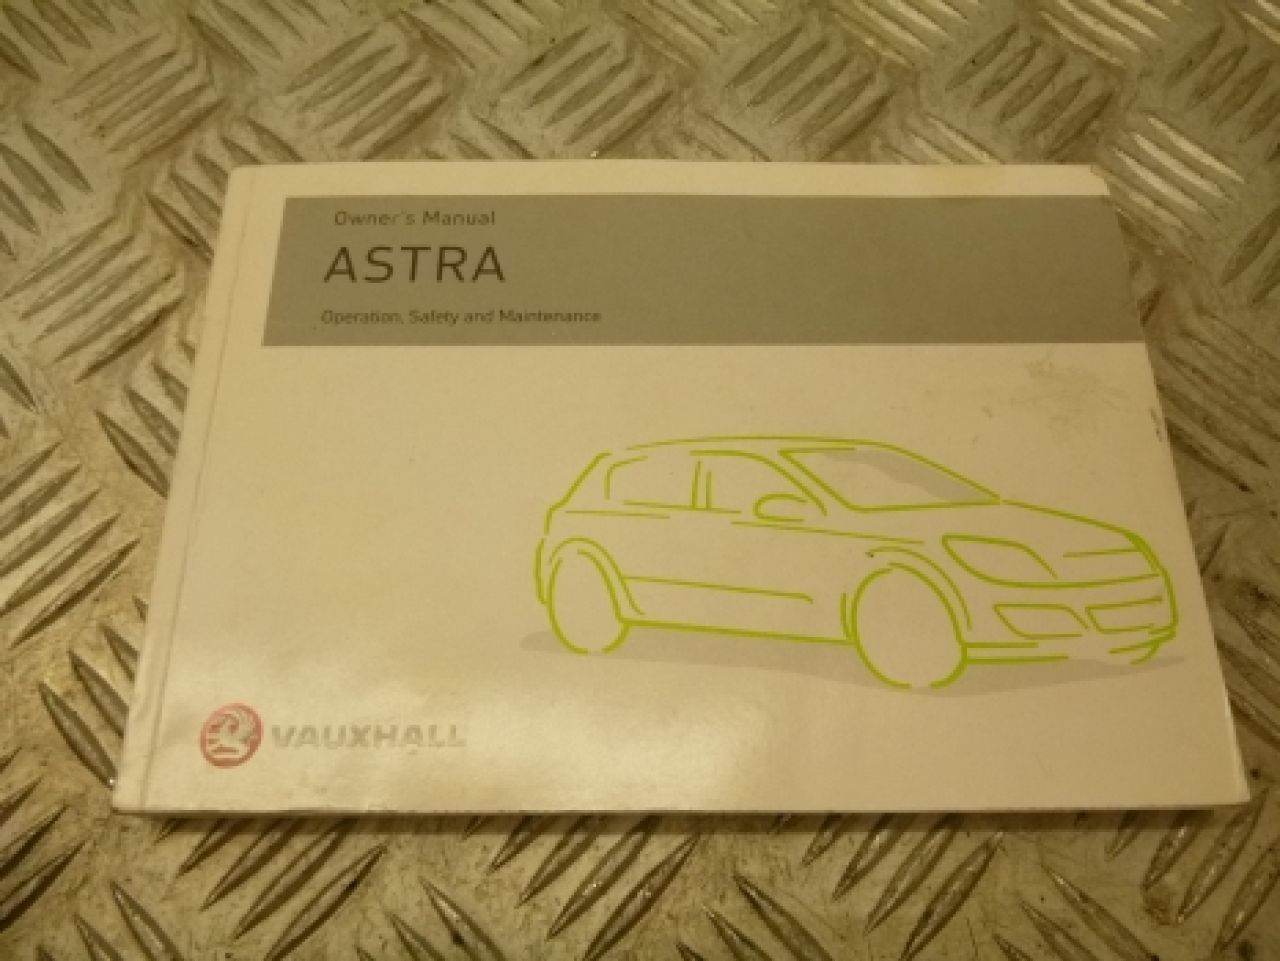 Owner's Manual
ASTRA
Operation, Safety and Maintenance
VAUXHALL